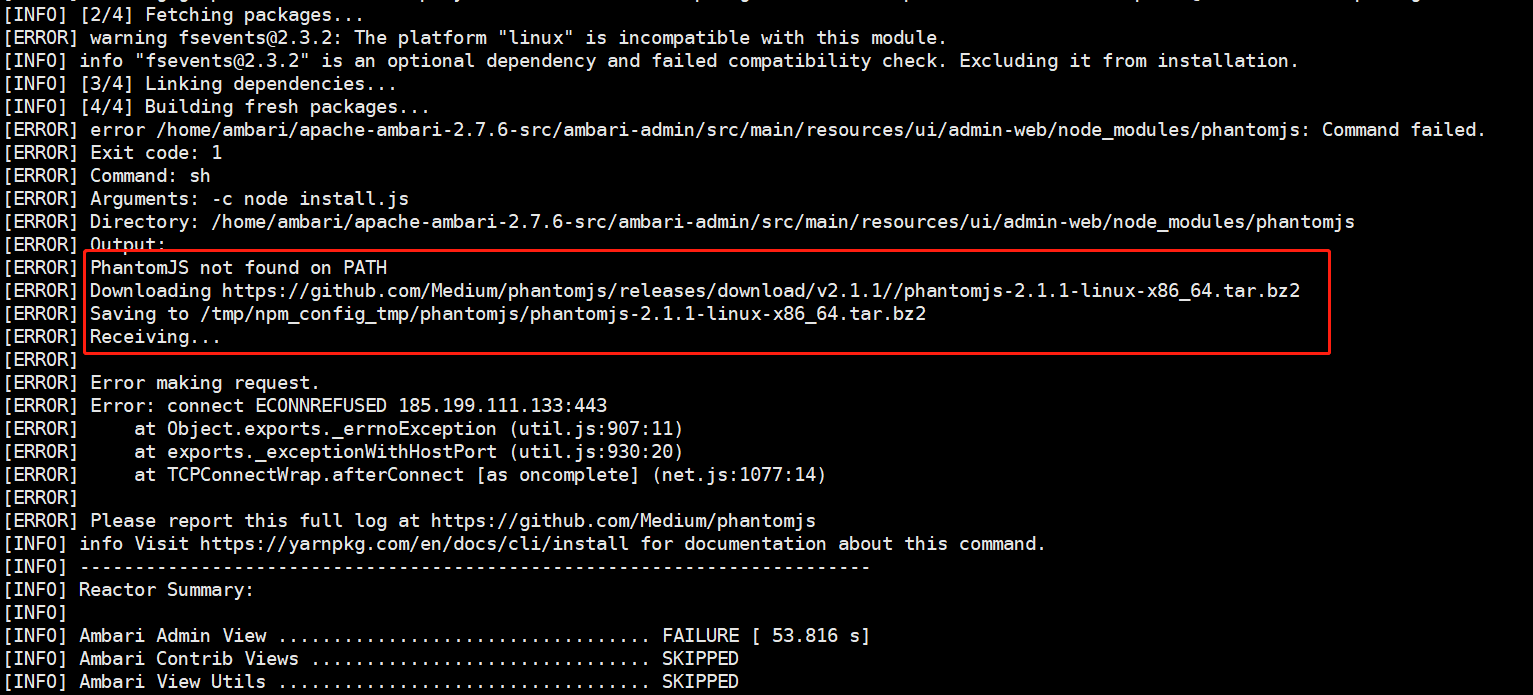 [INFO] [2/4] Fetching packages...
[ERROR] warning fsevents@2.3.2: The platform "linux" is incompatible with this module.
[INFO] info "fsevents@2.3.2" is an optional dependency and failed compatibility check. Excluding it from installation.
[INFO] [3/4] Linking dependencies...
[INFO] [4/4] Building fresh packages...
[ERROR] error /home/ambari/apache-ambari-2.7.6-src/ambari-admin/src/main/resources/ui/admin-web/node_modules/phantomjs: Command failed.
[ERROR] Exit code: 1
[ERROR] Command: sh
[ERROR] Arguments: -c node install.js
[ERROR] Directory: /home/ambari/apache-ambari-2.7.6-src/ambari-admin/src/main/resources/ui/admin-web/node_modules/phantomjs
[ERROR] Output:
[ERROR] PhantomJS not found on PATH
[ERROR] Downloading https://github.com/Medium/phantomjs/releases/download/v2.1.1//phantomjs-2.1.1-linux-x86_64.tar.bz2
[ERROR] Saving to /tmp/npm_config_tmp/phantomjs/phantomjs-2.1.1-linux-x86_64.tar.bz2
[ERROR] Receiving...
[ERROR]
[ERROR] Error making request.
[ERROR] Error: connect ECONNREFUSED 185.199.111.133:443
[ERROR]     at Object.exports._errnoException (util.js:907:11)
[ERROR]     at exports._exceptionWithHostPort (util.js:930:20)
[ERROR]     at TCPConnectWrap.afterConnect [as oncomplete] (net.js:1077:14)
[ERROR]
[ERROR] Please report this full log at https://github.com/Medium/phantomjs
[INFO] info Visit https://yarnpkg.com/en/docs/cli/install for documentation about this command.
[INFO] ------------------------------------------------------------------------
[INFO] Reactor Summary:
[INFO]
[INFO] Ambari Admin View .................................. FAILURE [ 53.816 s]
[INFO] Ambari Contrib Views ............................... SKIPPED
[INFO] Ambari View Utils .................................. SKIPPED